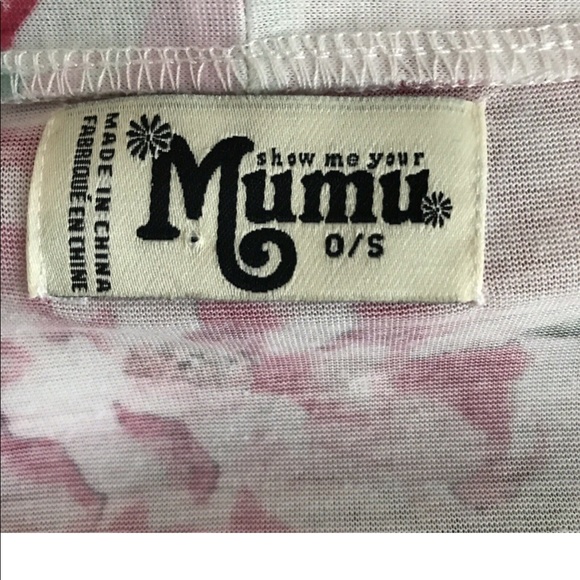 show me your
Mumu
O/S
MADE IN CHINA
FABRIQUÉ EN CHINE